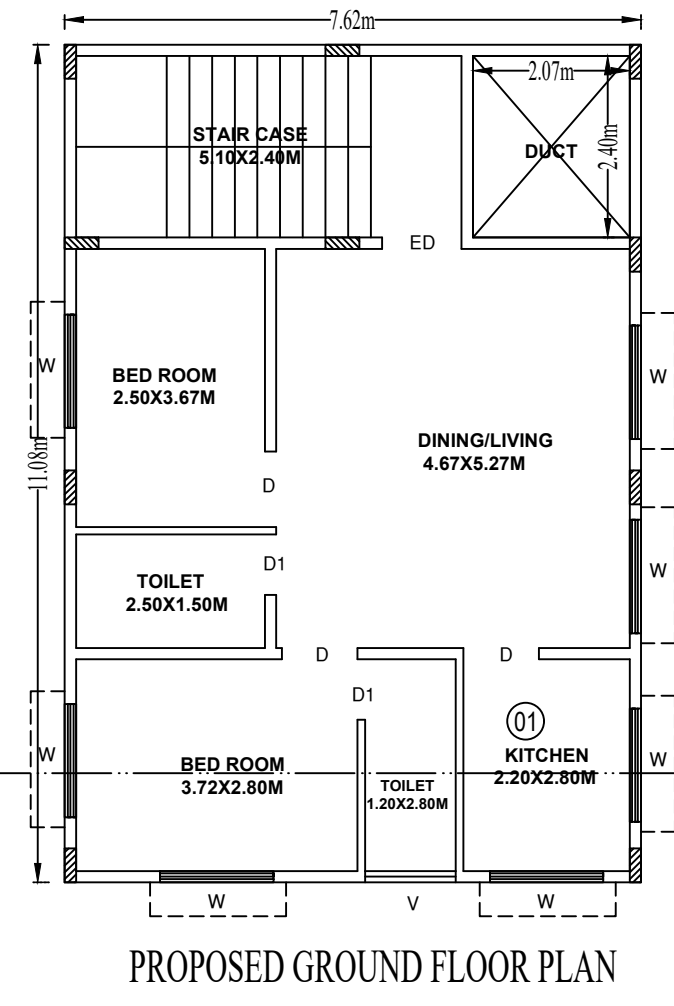 7.62m
2.07m
STAIR CASE
5.10X2.40M
DUCT
2.40m
ED
W
BED ROOM
2.50X3.67M
W
11.08m
DINING/LIVING
4.67X5.27M
D
D1
TOILET
2.50X1.50M
W
D
D
D1
01
BED ROOM
3.72X2.80M
W
KITCHEN
2.20X2.80M
W
TOILET
1.20X2.80M
W
V
W
PROPOSED GROUND FLOOR PLAN